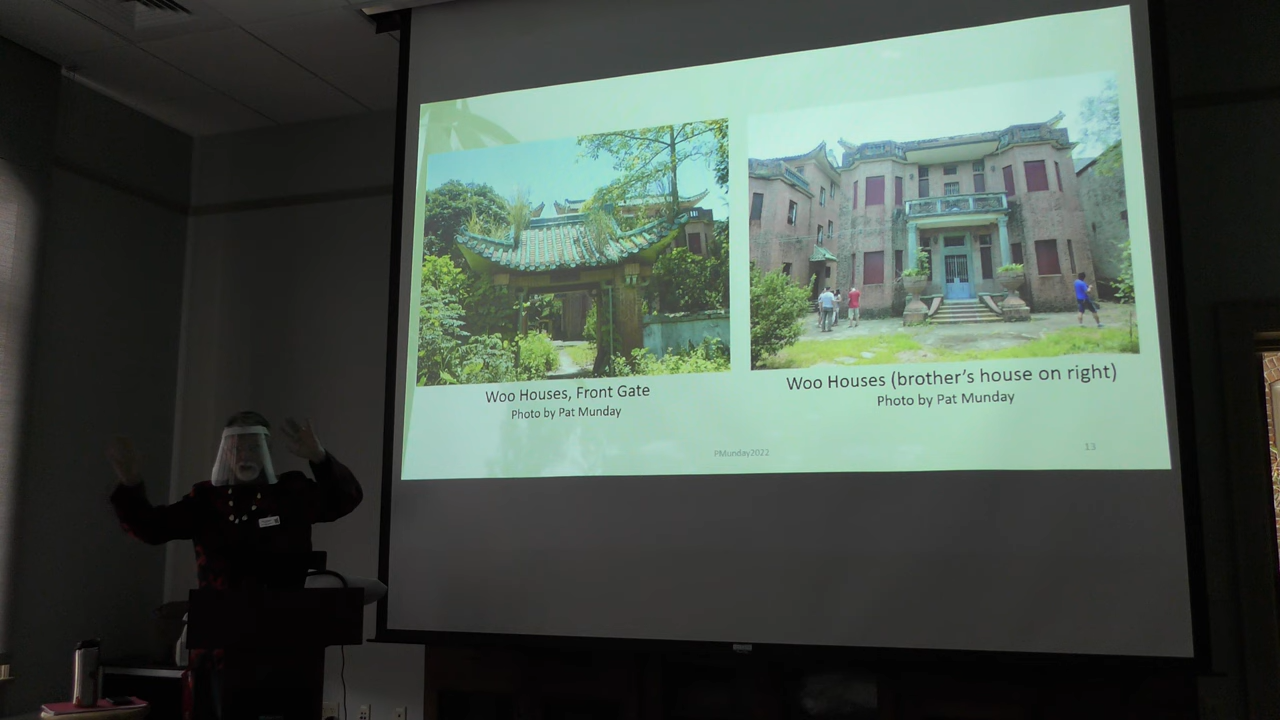 Woo Houses, Front Gate
Photo by Pat Munday
Woo Houses (brother's house on right)
Photo by Pat Munday
PMunday2022
13